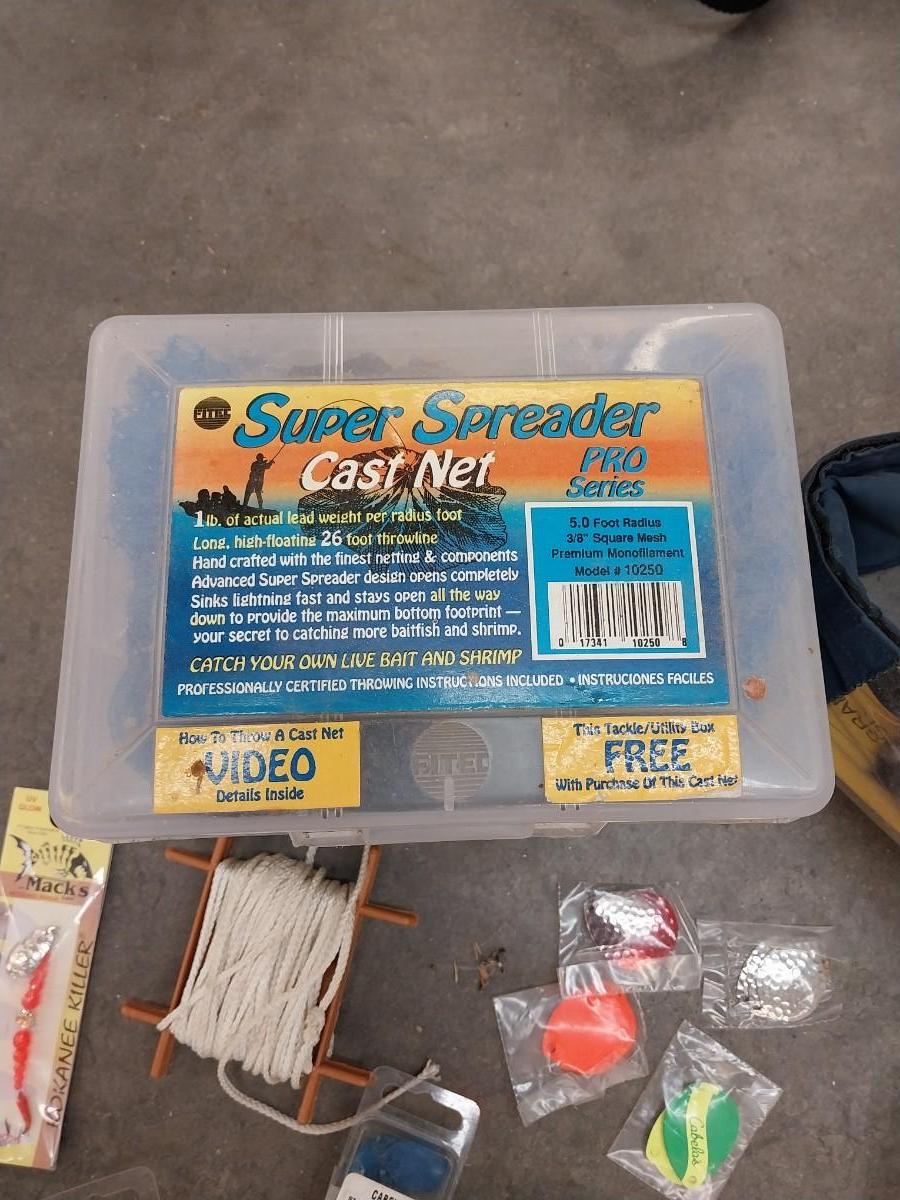 FITEC
Super Spreader
Cast Net
PRO
Series
1 lb. of actual lead weight per radius foot
Long, high-floating 26 foot throwline
Hand crafted with the finest netting & components
Advanced Super Spreader design opens completely
Sinks lightning fast and stays open all the way
down to provide the maximum bottom footprint —
your secret to catching more baitfish and shrimp.
5.0 Foot Radius
3/8" Square Mesh
Premium Monofilament
Model # 10250
0 17341 10250 8
CATCH YOUR OWN LIVE BAIT AND SHRIMP
PROFESSIONALLY CERTIFIED THROWING INSTRUCTIONS INCLUDED • INSTRUCIONES FACILES
How To Throw A Cast Net
VIDEO
Details Inside
FITEC
This Tackle/Utility Box
FREE
With Purchase Of This Cast Net
UV
GLOW
Mack's
KOKANEE KILLER
Cabela's